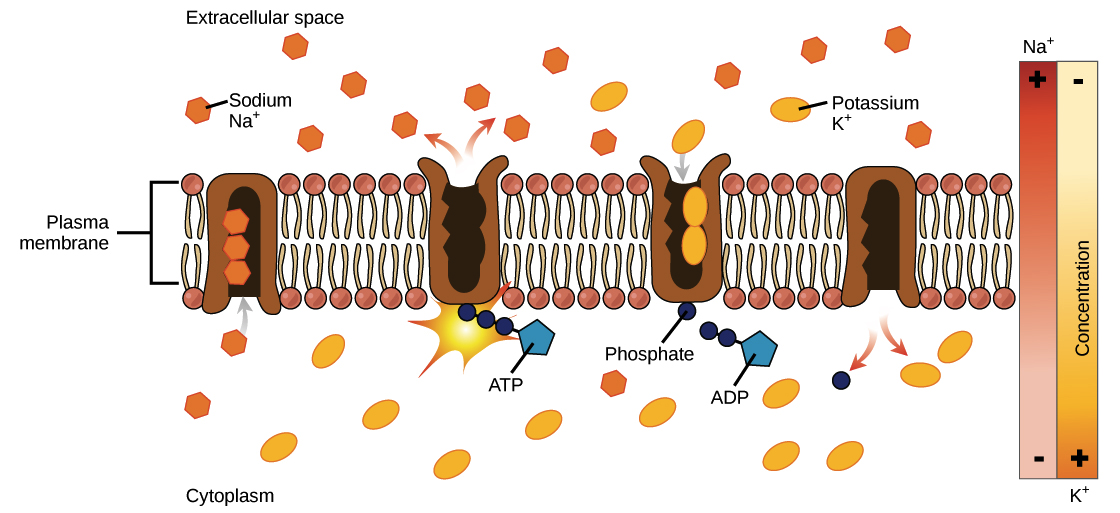 Extracellular space
Na+
+
-
Sodium
Na+
Potassium
K+
Plasma
membrane
Concentration
Phosphate
ATP
ADP
-
+
Cytoplasm
K+